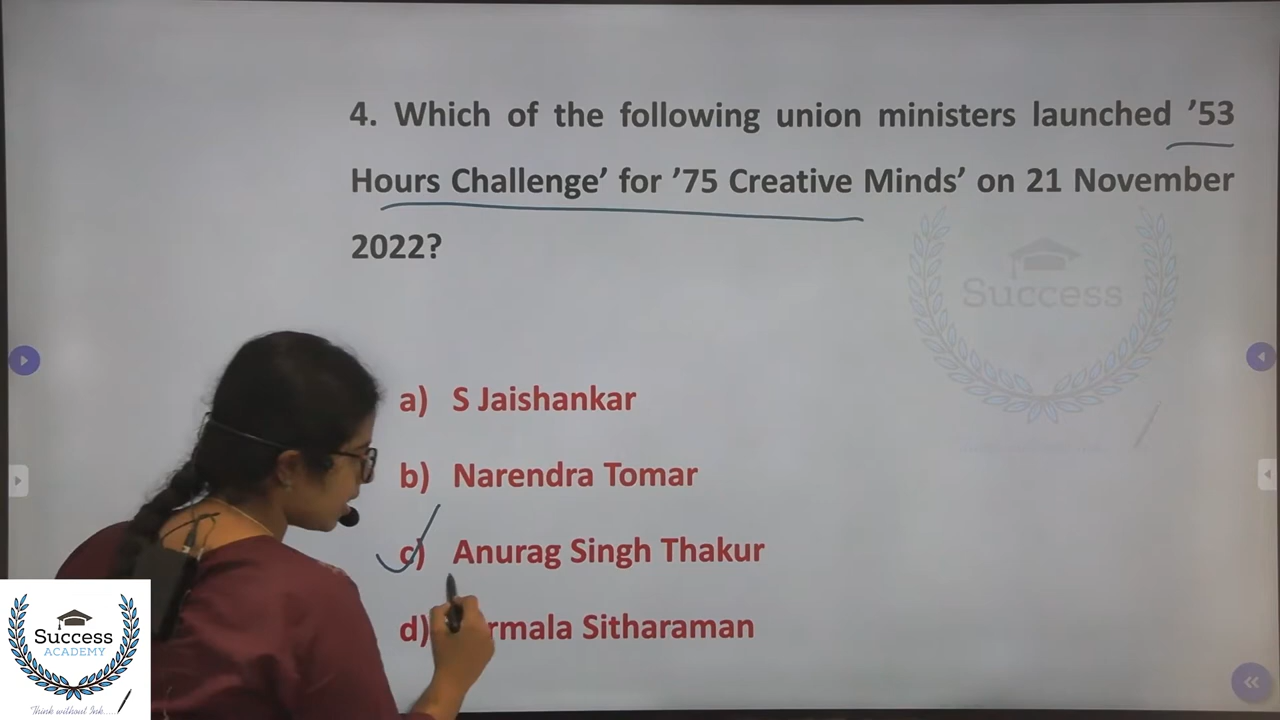 4. Which of the following union ministers launched ’53
Hours Challenge’ for ’75 Creative Minds’ on 21 November
2022?
Success
a) S Jaishankar
b) Narendra Tomar
c) Anurag Singh Thakur
d) rmala Sitharaman
Success
ACADEMY
Think without Ink.....